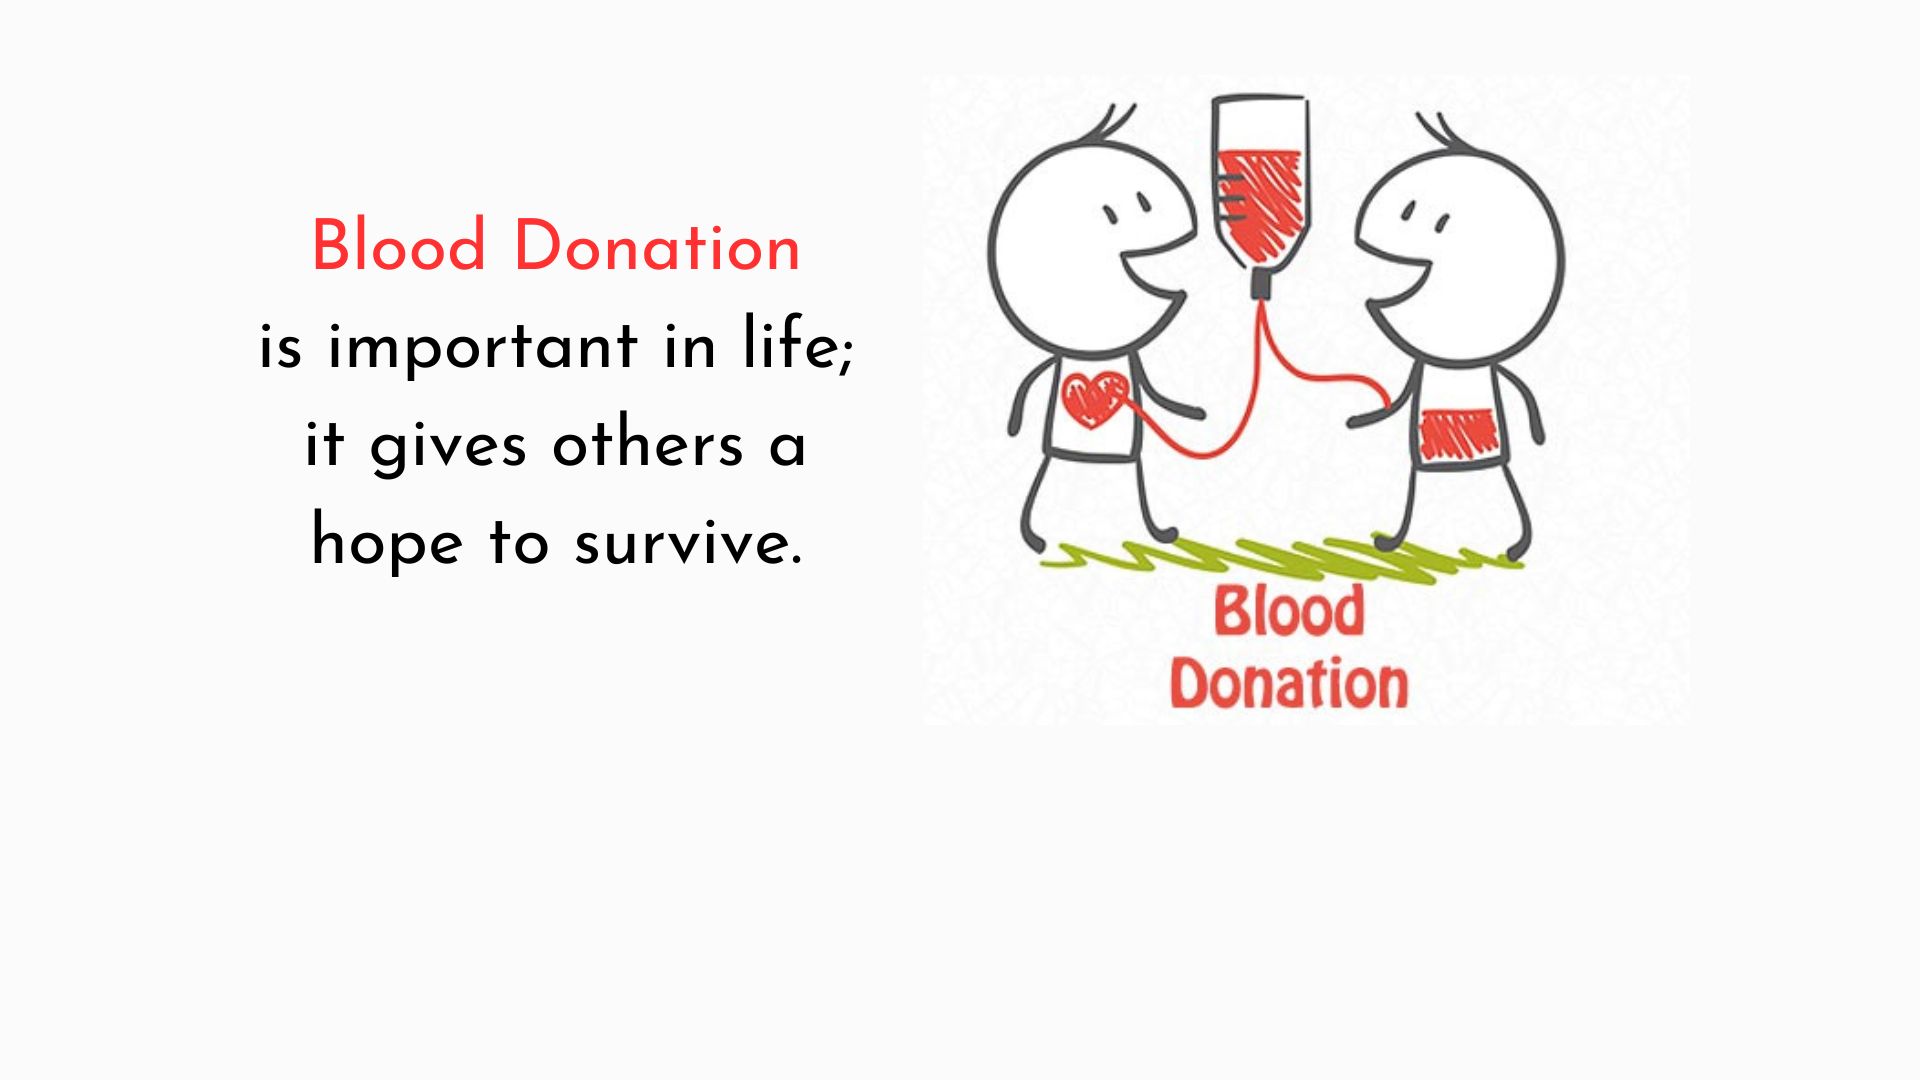 Blood Donation
is important in life;
it gives others a
hope to survive.
Blood
Donation